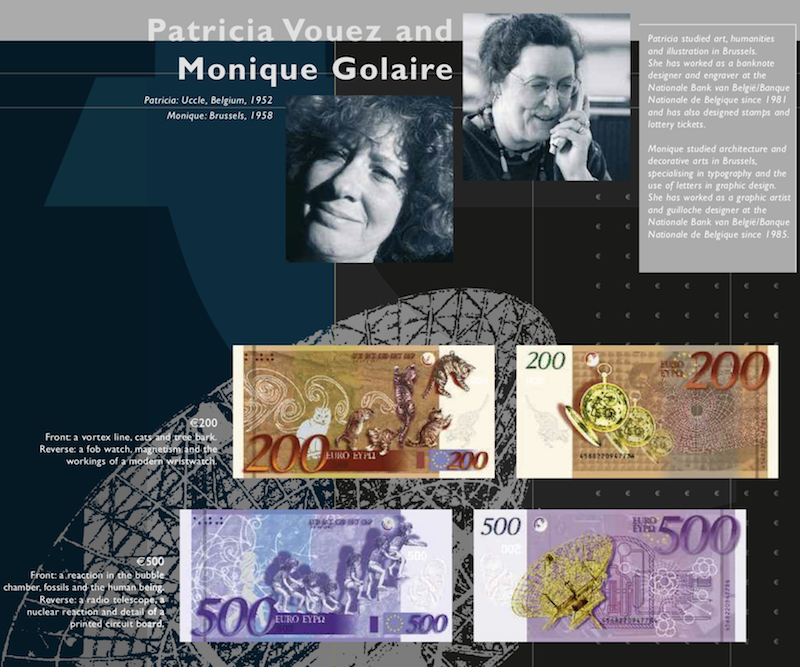 Patricia Vouez and
Monique Golaire
Patricia: Uccle, Belgium, 1952
Monique: Brussels, 1958
Patricia studied art, humanities
and illustration in Brussels.
She has worked as a banknote
designer and engraver at the
Nationale Bank van België/Banque
Nationale de Belgique since 1981
and has also designed stamps and
lottery tickets.
Monique studied architecture and
decorative arts in Brussels,
specialising in typography and the
use of letters in graphic design.
She has worked as a graphic artist
and guilloche designer at the
Nationale Bank van België/Banque
Nationale de Belgique since 1985.
€200
Front: a vortex line, cats and tree bark.
Reverse: a fob watch, magnetism and the
workings of a modern wristwatch.
200
EURO ΕΥΡΩ
200
200
EURO
ΕΥΡΩ
200
€500
Front: a reaction in the bubble
chamber, fossils and the human being.
Reverse: a radio telescope, a
nuclear reaction and detail of a
printed circuit board.
500
500
EURO ΕΥΡΩ
500
500
500
EURO
ΕΥΡΩ
500